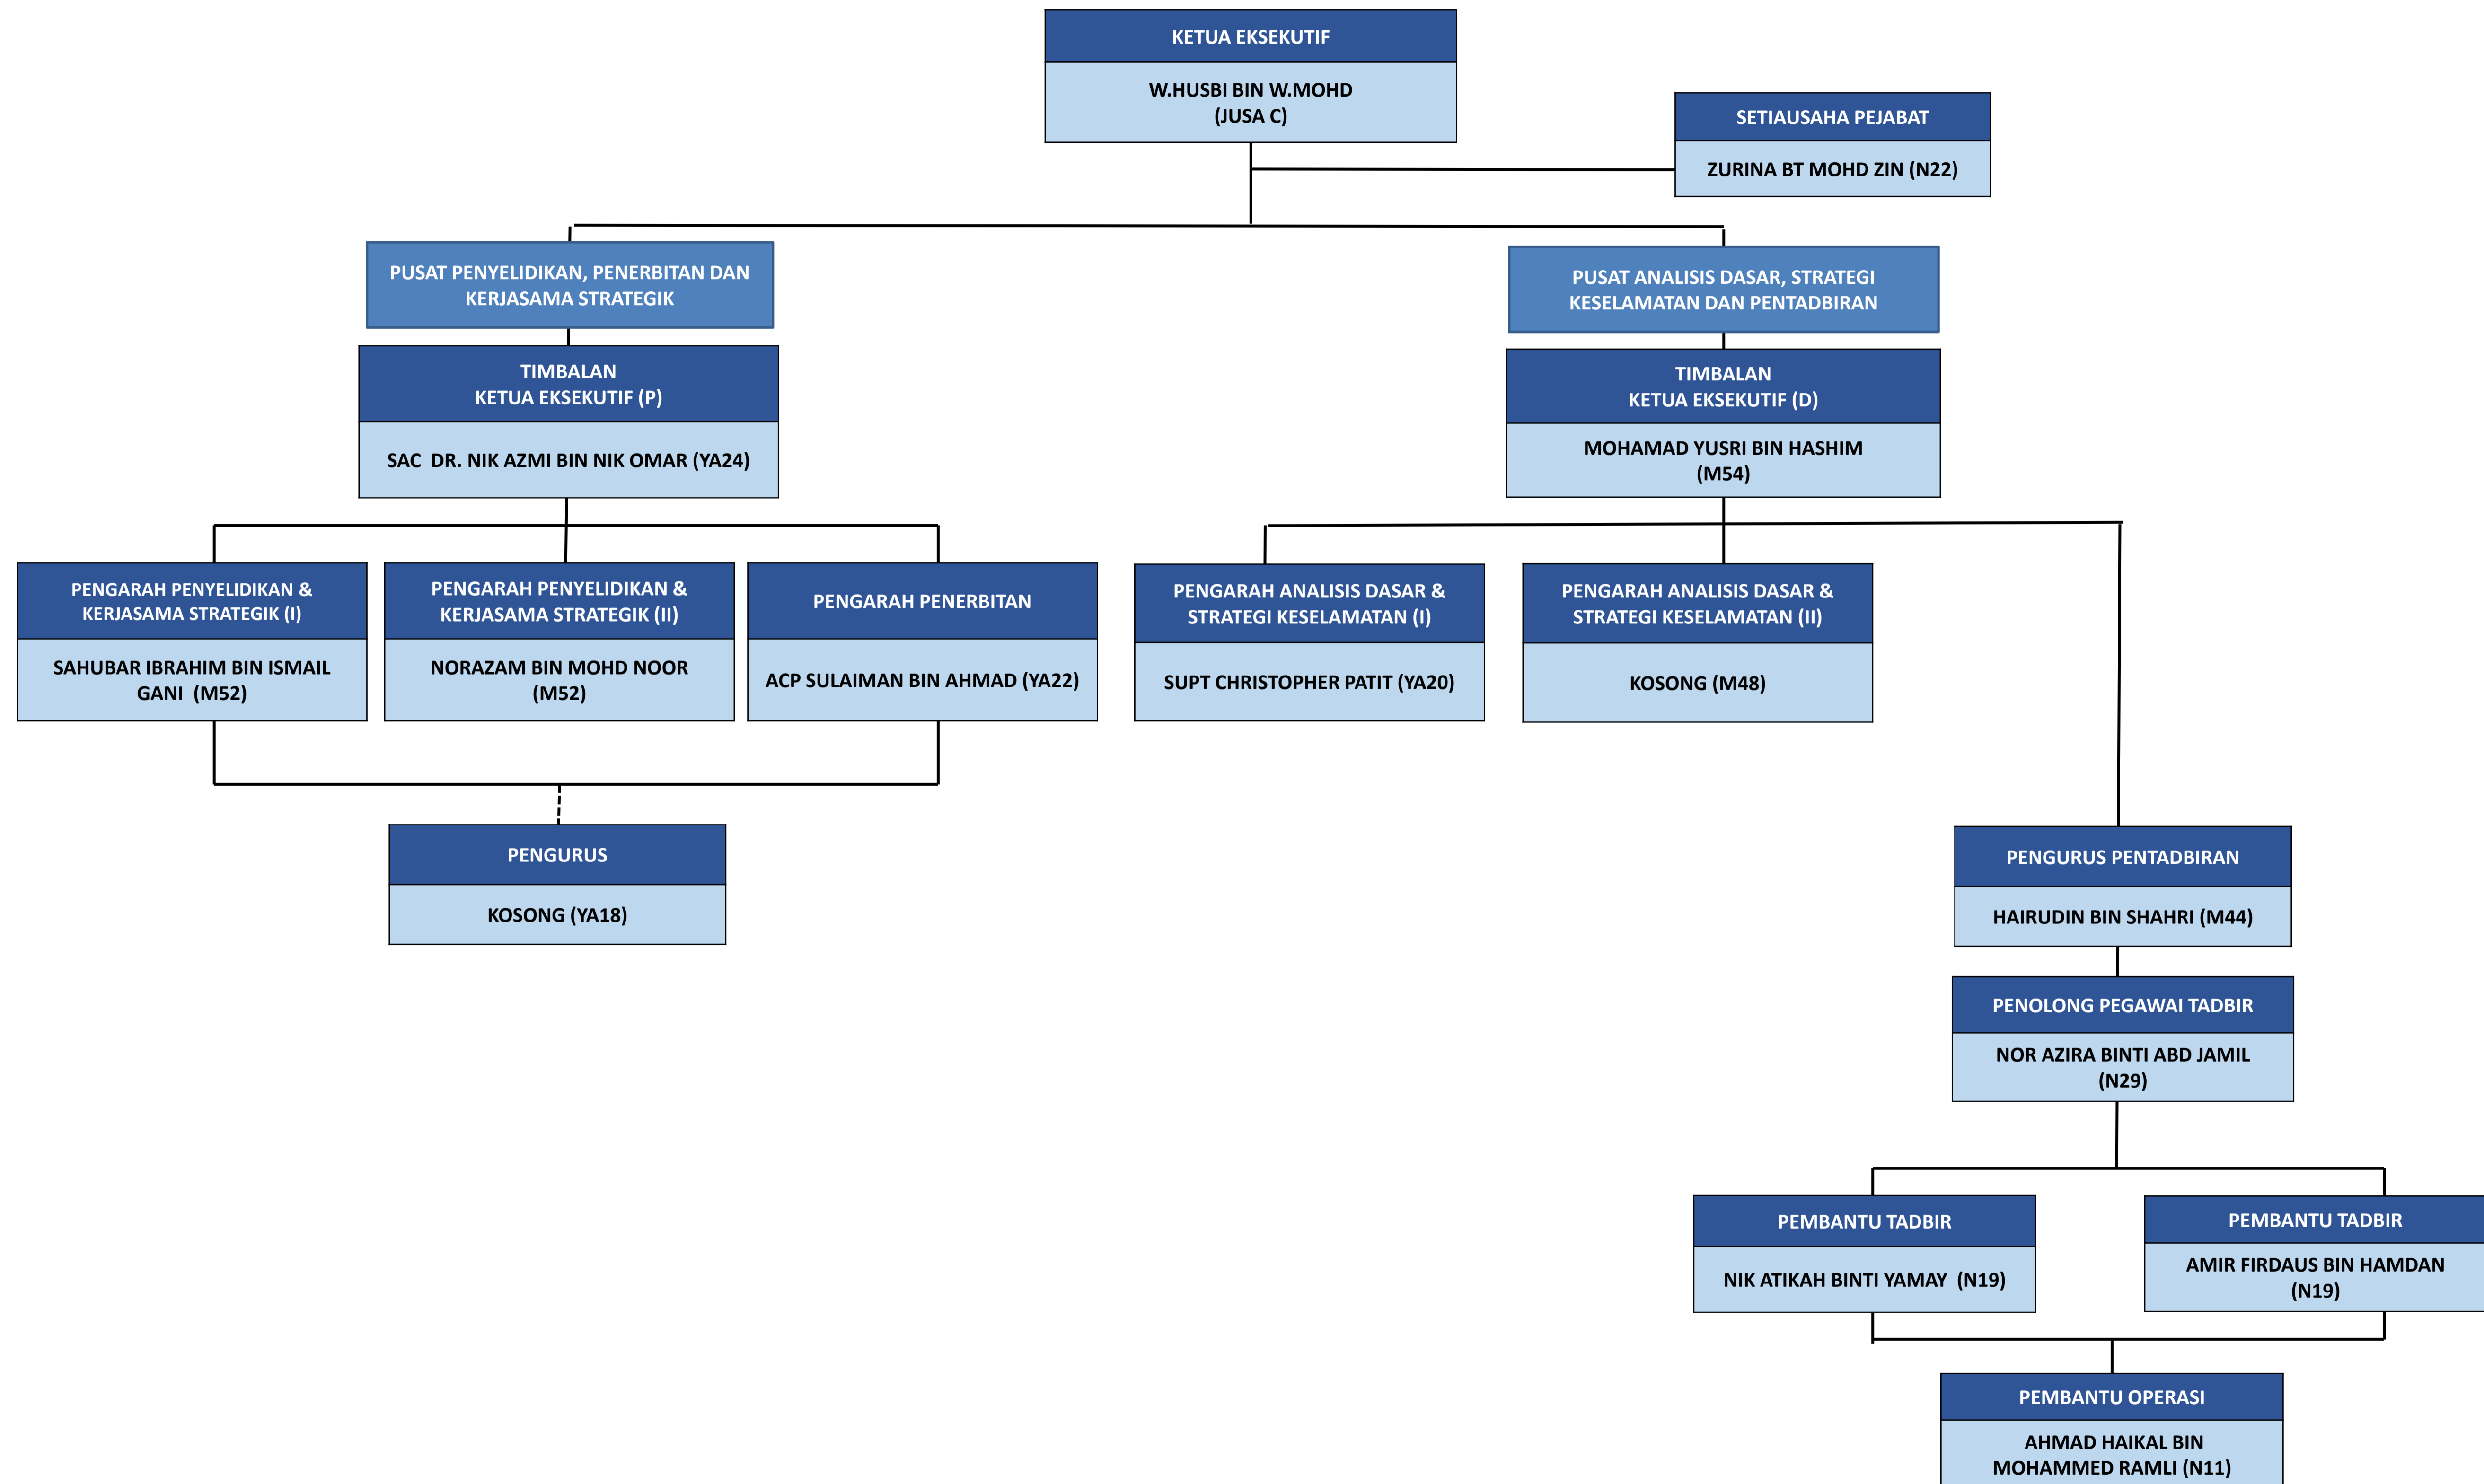 KETUA EKSEKUTIF
W.HUSBI BIN W.MOHD
(JUSA C)
SETIAUSAHA PEJABAT
ZURINA BT MOHD ZIN (N22)
PUSAT PENYELIDIKAN, PENERBITAN DAN
KERJASAMA STRATEGIK
TIMBALAN
KETUA EKSEKUTIF (P)
SAC  DR. NIK AZMI BIN NIK OMAR (YA24)
PUSAT ANALISIS DASAR, STRATEGI
KESELAMATAN DAN PENTADBIRAN
TIMBALAN
KETUA EKSEKUTIF (D)
MOHAMAD YUSRI BIN HASHIM
(M54)
PENGARAH PENYELIDIKAN &
KERJASAMA STRATEGIK (I)
SAHUBAR IBRAHIM BIN ISMAIL
GANI  (M52)
PENGARAH PENYELIDIKAN &
KERJASAMA STRATEGIK (II)
NORAZAM BIN MOHD NOOR
(M52)
PENGARAH PENERBITAN
ACP SULAIMAN BIN AHMAD (YA22)
PENGARAH ANALISIS DASAR &
STRATEGI KESELAMATAN (I)
SUPT CHRISTOPHER PATIT (YA20)
PENGARAH ANALISIS DASAR &
STRATEGI KESELAMATAN (II)
KOSONG (M48)
PENGURUS
KOSONG (YA18)
PENGURUS PENTADBIRAN
HAIRUDIN BIN SHAHRI (M44)
PENOLONG PEGAWAI TADBIR
NOR AZIRA BINTI ABD JAMIL
(N29)
PEMBANTU TADBIR
NIK ATIKAH BINTI YAMAY  (N19)
PEMBANTU TADBIR
AMIR FIRDAUS BIN HAMDAN
(N19)
PEMBANTU OPERASI
AHMAD HAIKAL BIN
MOHAMMED RAMLI (N11)